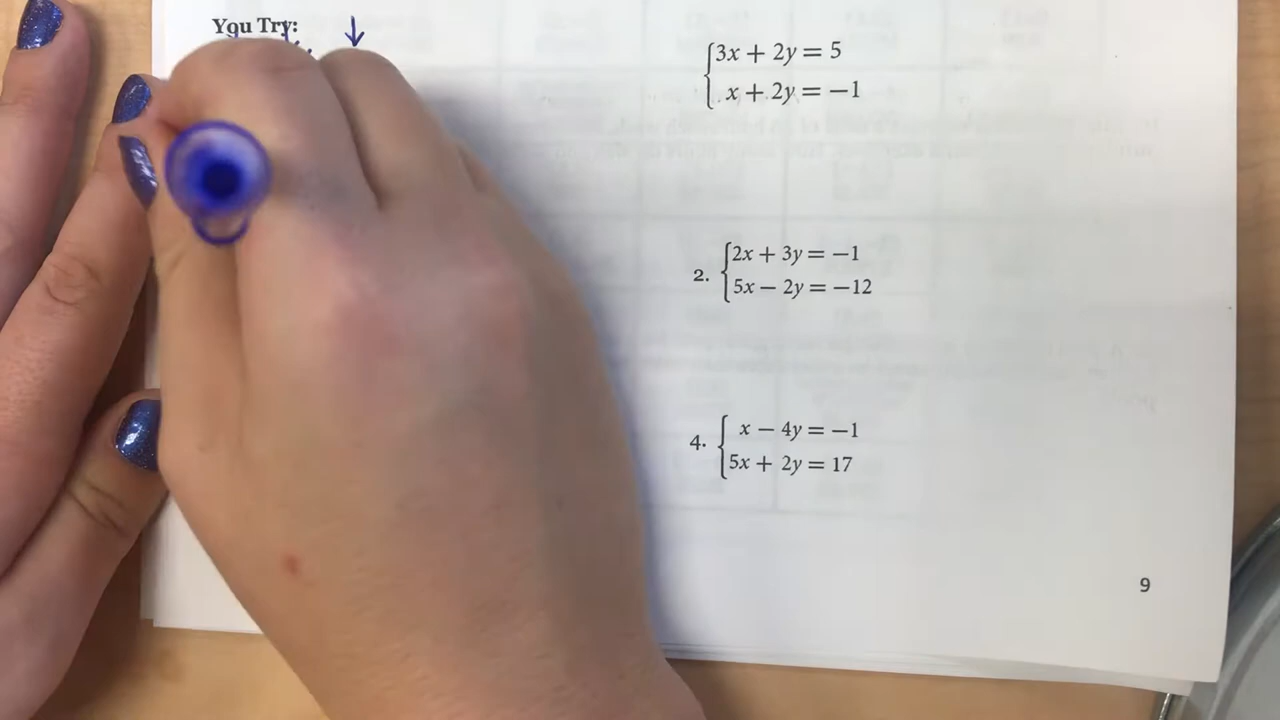 You Try:
3x + 2y = 5
x + 2y = −1
2. 2x + 3y = −1
5x − 2y = −12
4. x − 4y = −1
5x + 2y = 17
9